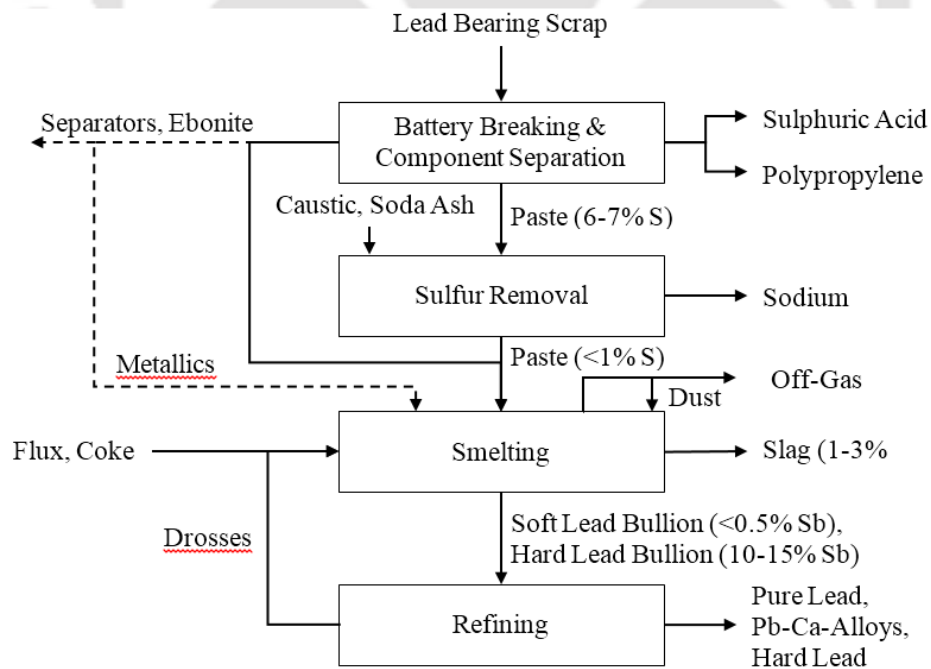 Lead Bearing Scrap
Separators, Ebonite
Battery Breaking &
Component Separation
Sulphuric Acid
Polypropylene
Caustic, Soda Ash
Paste (6-7% S)
Sulfur Removal
Sodium
Paste (<1% S)
Metallics
Off-Gas
Dust
Flux, Coke
Smelting
Slag (1-3%
Soft Lead Bullion (<0.5% Sb),
Hard Lead Bullion (10-15% Sb)
Drosses
Refining
Pure Lead,
Pb-Ca-Alloys,
Hard Lead